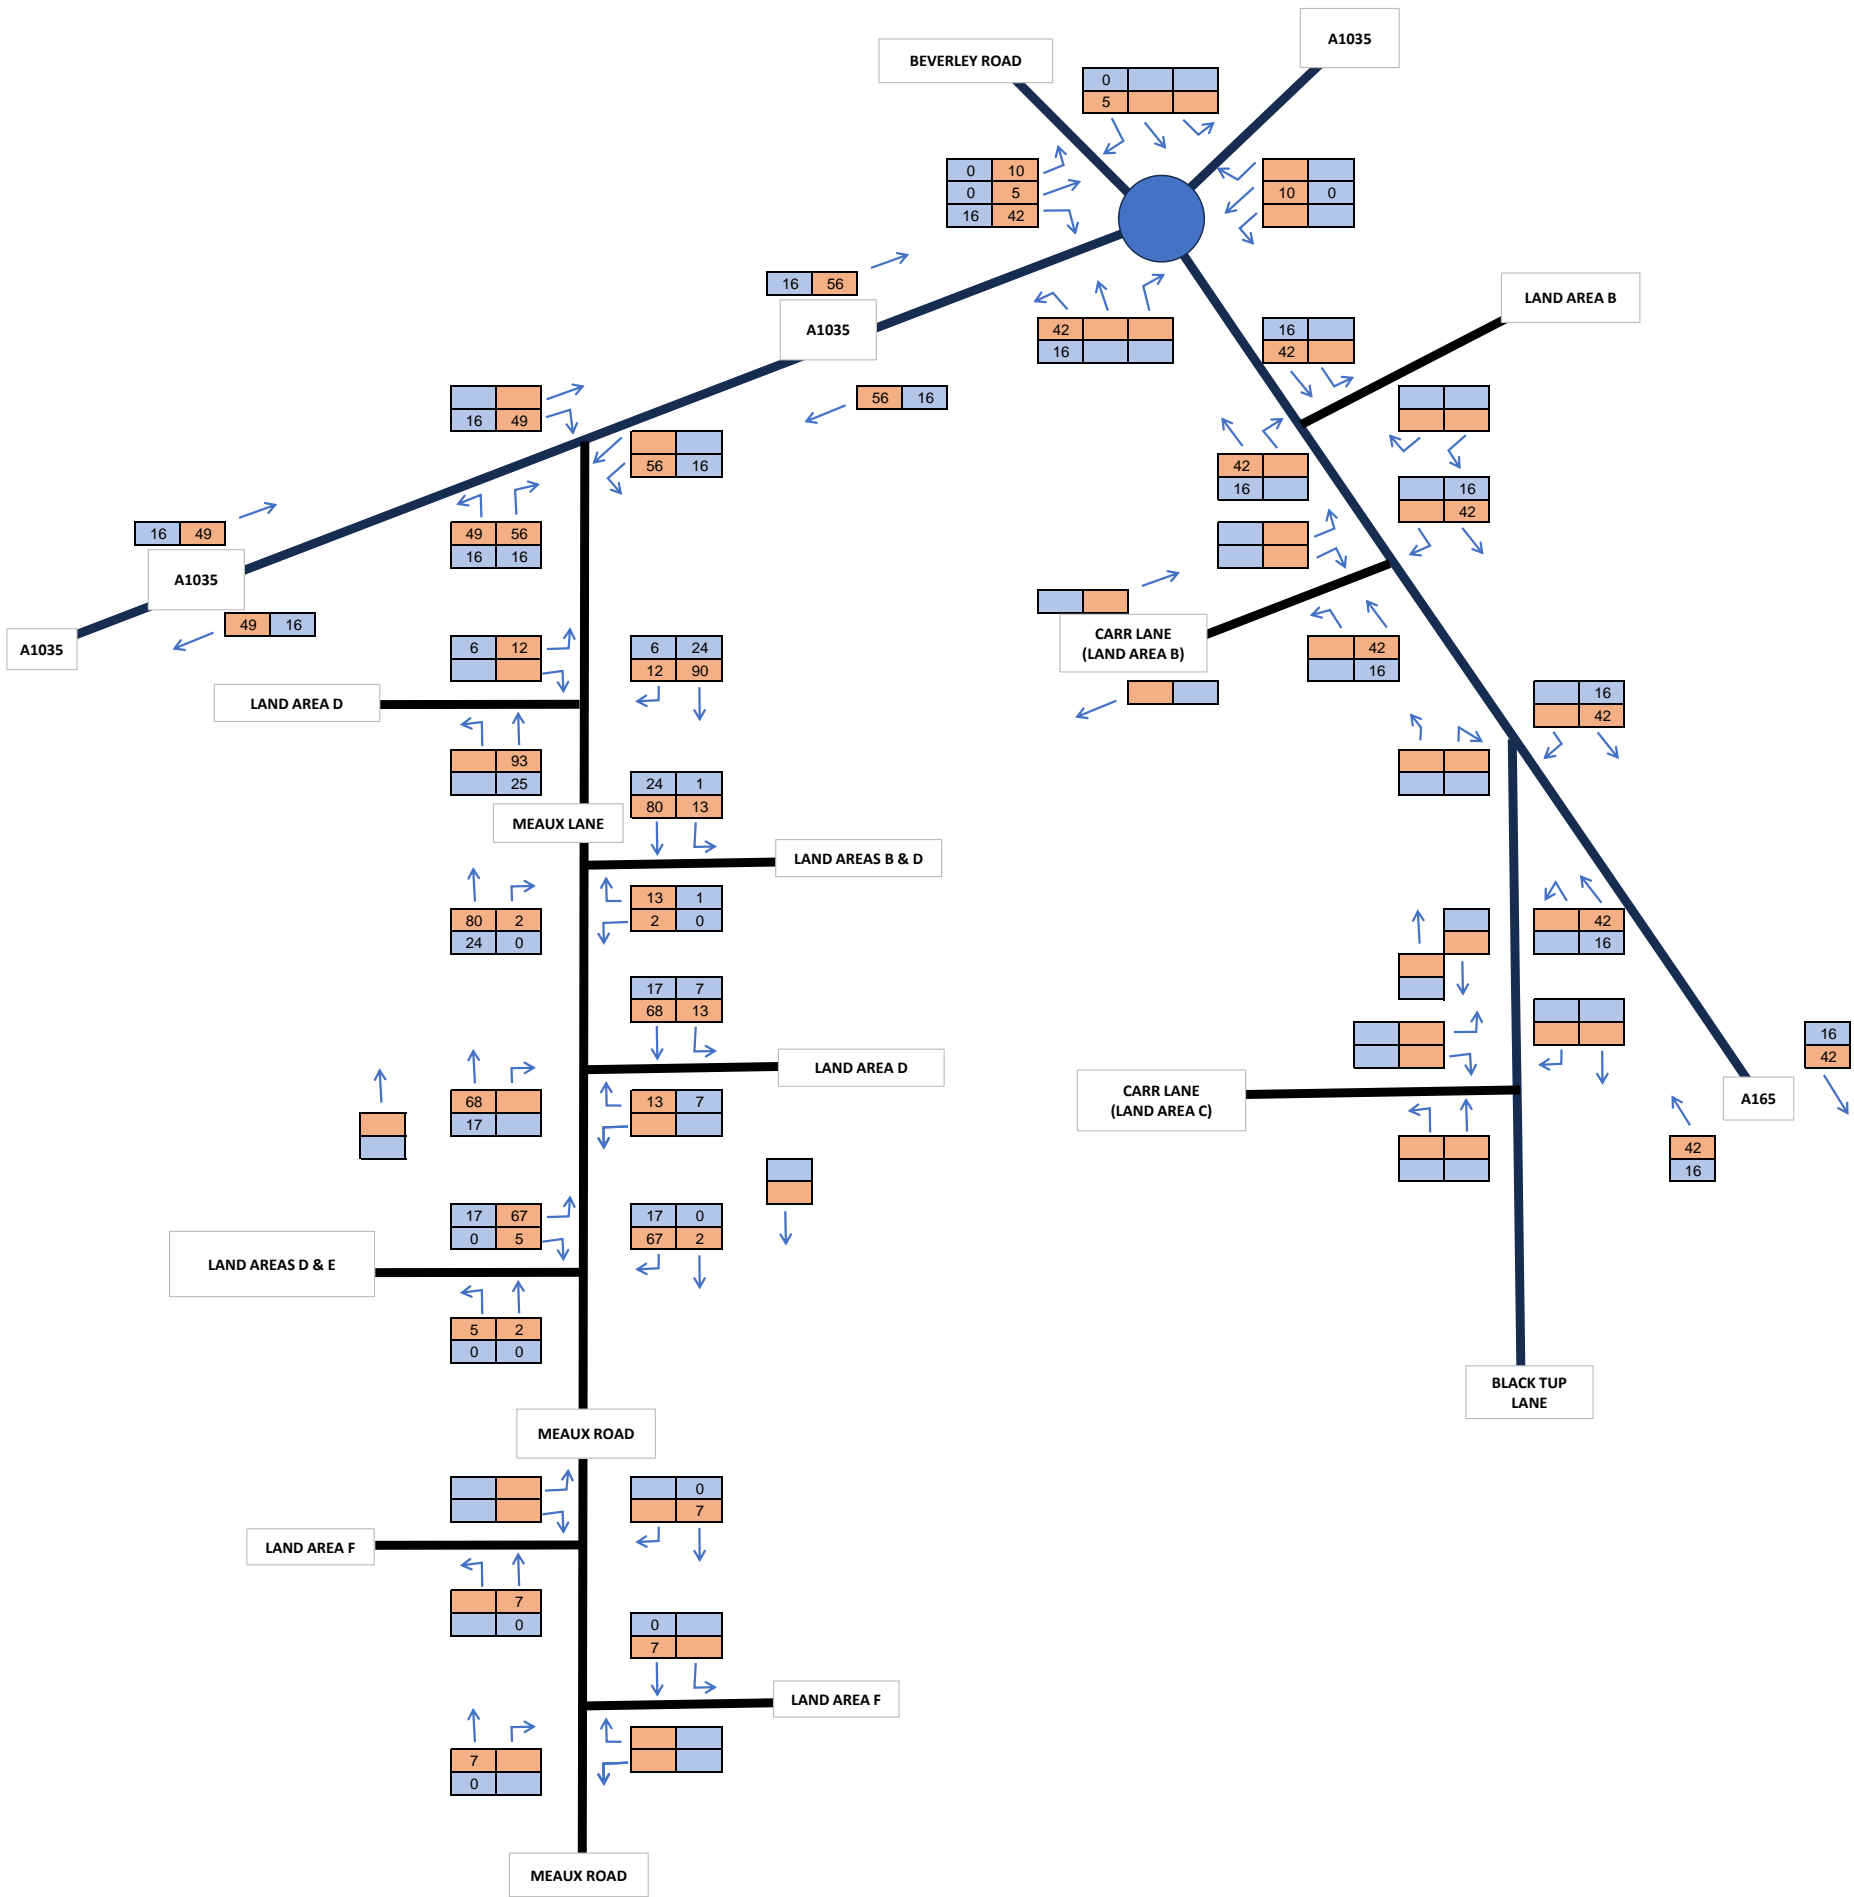 A1035
BEVERLEY ROAD
0
5
0 10
0 5
16 42
10 0
16 56
LAND AREA B
A1035
42
16
16
42
56 16
16 49
56 16
42
16
16
42
16 49
49 56
16 16
A1035
49 16
A1035
CARR LANE
(LAND AREA B)
42
16
6 12
6 24
12 90
LAND AREA D
16
42
93
25
24 1
80 13
MEAUX LANE
LAND AREAS B & D
13 1
2 0
80 2
24 0
42
16
17 7
68 13
LAND AREA D
16
42
68
17
13 7
CARR LANE
(LAND AREA C)
A165
42
16
17 67
0 5
17 0
67 2
LAND AREAS D & E
5 2
0 0
BLACK TUP
LANE
MEAUX ROAD
0
7
LAND AREA F
7
0
0
7
LAND AREA F
7
0
MEAUX ROAD